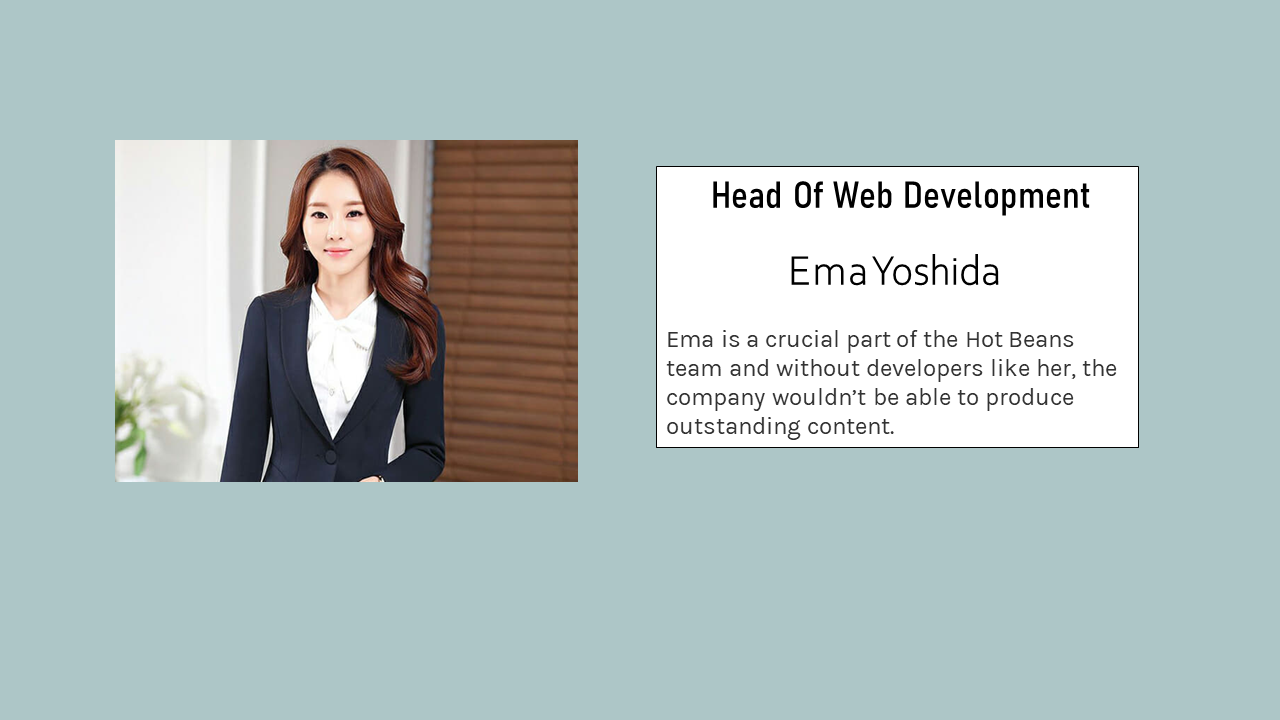 Head Of Web Development
Ema Yoshida
Ema is a crucial part of the Hot Beans
team and without developers like her, the
company wouldn’t be able to produce
outstanding content.